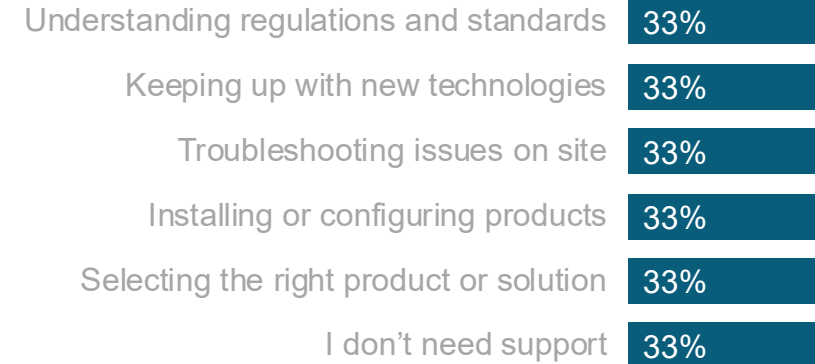 Understanding regulations and standards 33%
Keeping up with new technologies 33%
Troubleshooting issues on site 33%
Installing or configuring products 33%
Selecting the right product or solution 33%
I don’t need support 33%